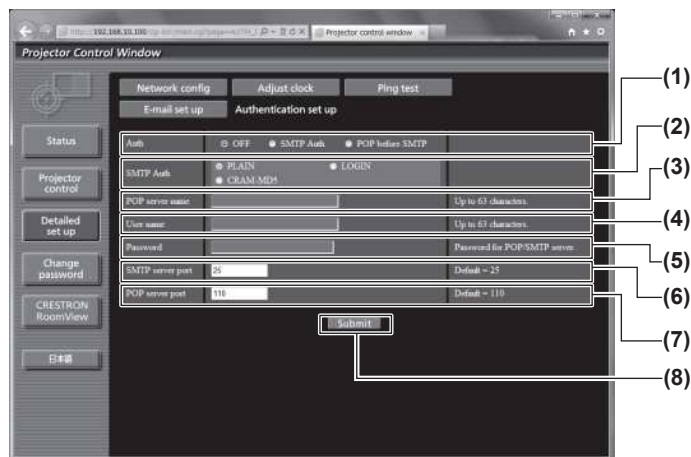 Projector control window
Projector Control Window
Network config
Adjust clock
Ping test
E-mail set up
Authentication set up
Status
Projector control
Detailed set up
Change password
CRESTRON RoomView
日本語
Auth
OFF
SMTP Auth
POP before SMTP
SMTP Auth
PLAIN
LOGIN
CRAM-MD5
POP server name
Up to 63 characters.
User name
Up to 63 characters.
Password
Password for POP/SMTP server.
SMTP server port
25
Default = 25
POP server port
110
Default = 110
Submit
(1)
(2)
(3)
(4)
(5)
(6)
(7)
(8)